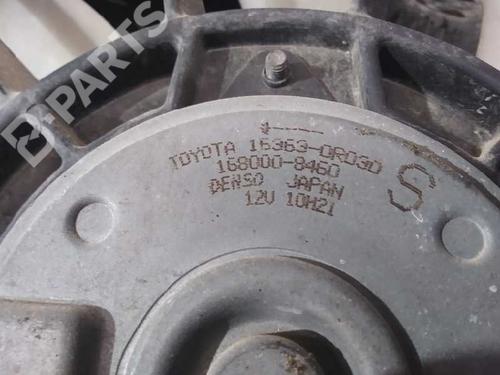 B-PARTS
TOYOTA 16363-0R030
168000-8460
DENSO JAPAN
12V 10H21
S